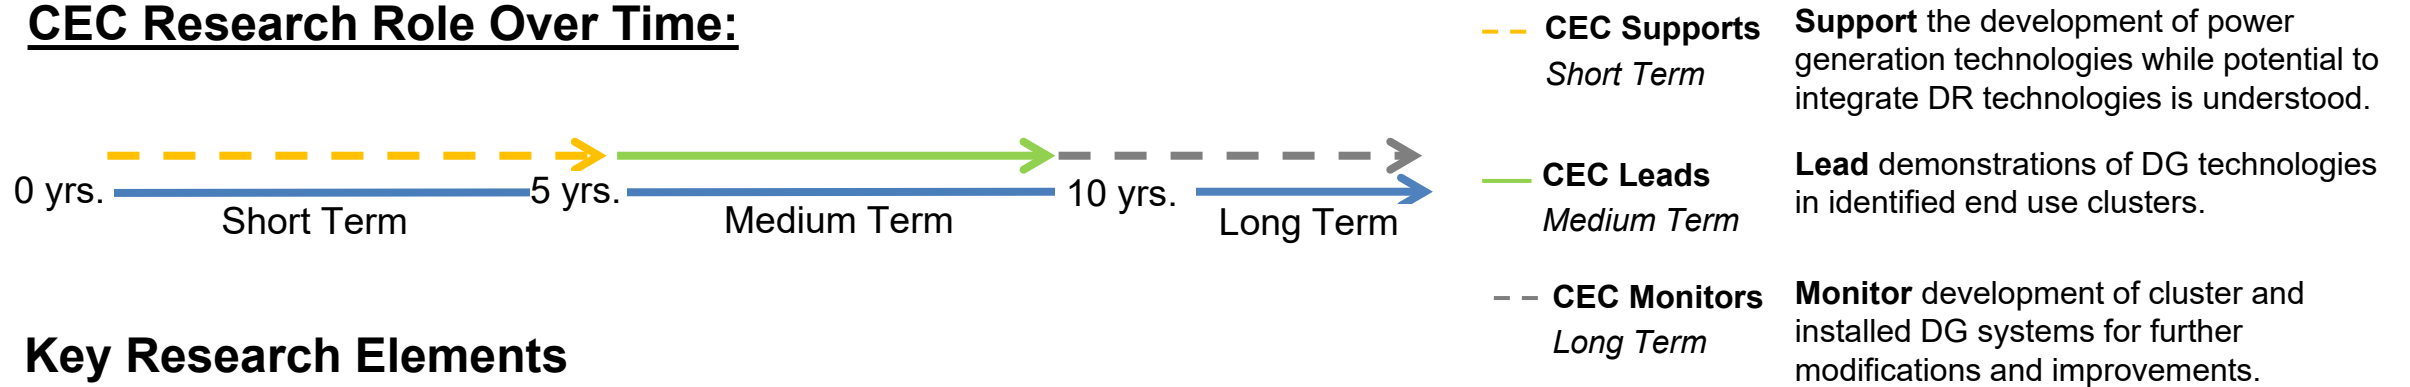 CEC Research Role Over Time:
0 yrs.
5 yrs.
10 yrs.
Short Term
Medium Term
Long Term
CEC Supports
Short Term
Support the development of power
generation technologies while potential to
integrate DR technologies is understood.
CEC Leads
Medium Term
Lead demonstrations of DG technologies
in identified end use clusters.
CEC Monitors
Long Term
Monitor development of cluster and
installed DG systems for further
modifications and improvements.
Key Research Elements